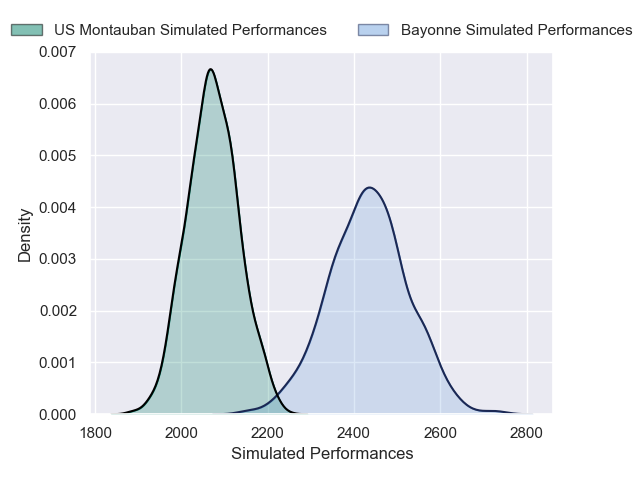 US Montauban Simulated Performances Bayonne Simulated Performances
0.007
0.006
0.005
0.004
0.003
0.002
0.001
0.000
Density
1800 2000 2200 2400 2600 2800
Simulated Performances